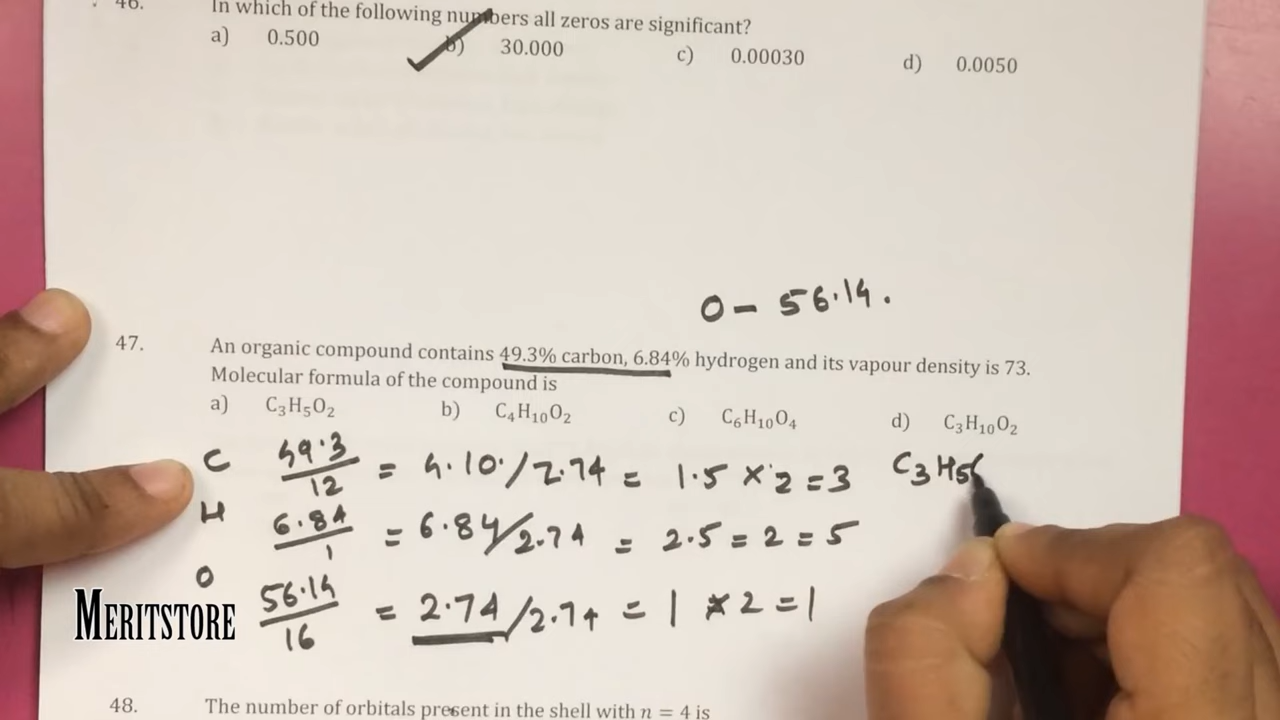 46. In which of the following numbers all zeros are significant?
a) 0.500 b) 30.000 c) 0.00030 d) 0.0050
O - 56.14.
47. An organic compound contains 49.3% carbon, 6.84% hydrogen and its vapour density is 73.
Molecular formula of the compound is
a) C₃H₅O₂ b) C₄H₁₀O₂ c) C₆H₁₀O₄ d) C₃H₁₀O₂
C 49.3/12 = 4.10/2.74 = 1.5 × 2 = 3 C₃H₅
H 6.84/1 = 6.84/2.74 = 2.5 = 2 = 5
O 56.14/16 = 2.74/2.74 = 1 × 2 = 1
MERITSTORE
48. The number of orbitals present in the shell with n = 4 is